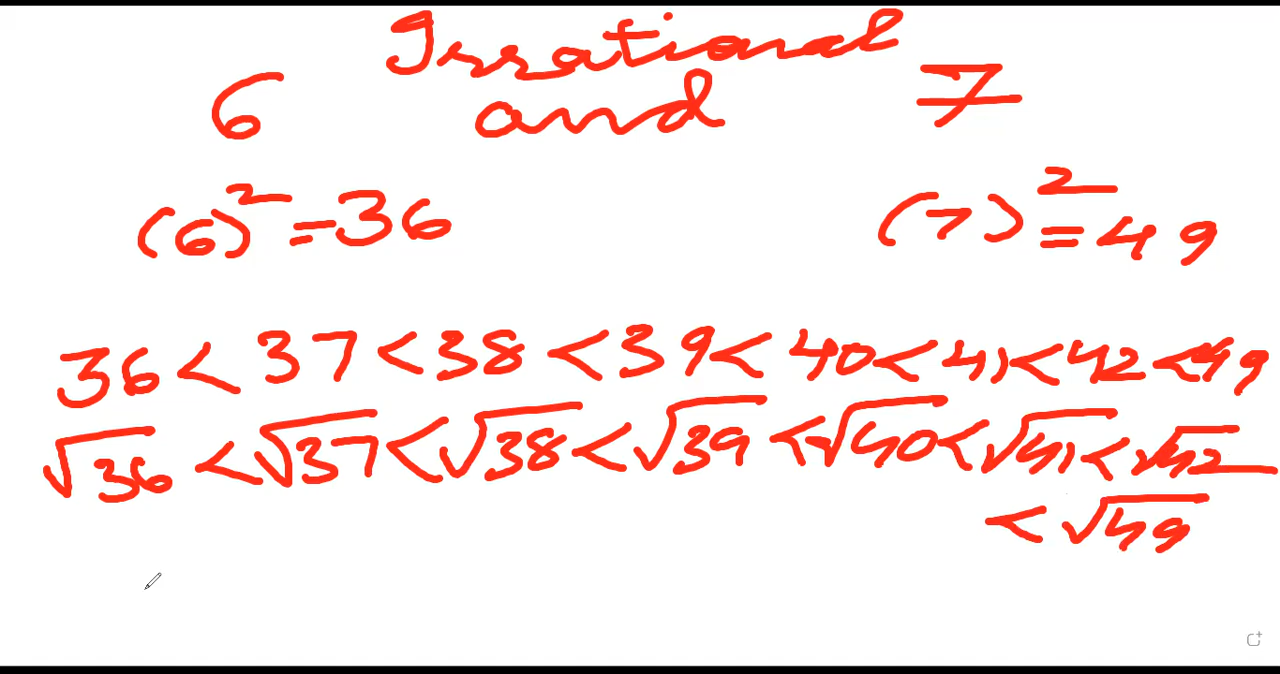 Irrational
6 and 7
(6)² = 36 (7)² = 49
36 < 37 < 38 < 39 < 40 < 41 < 42 < 49
√36 < √37 < √38 < √39 < √40 < √41 < √42
< √49